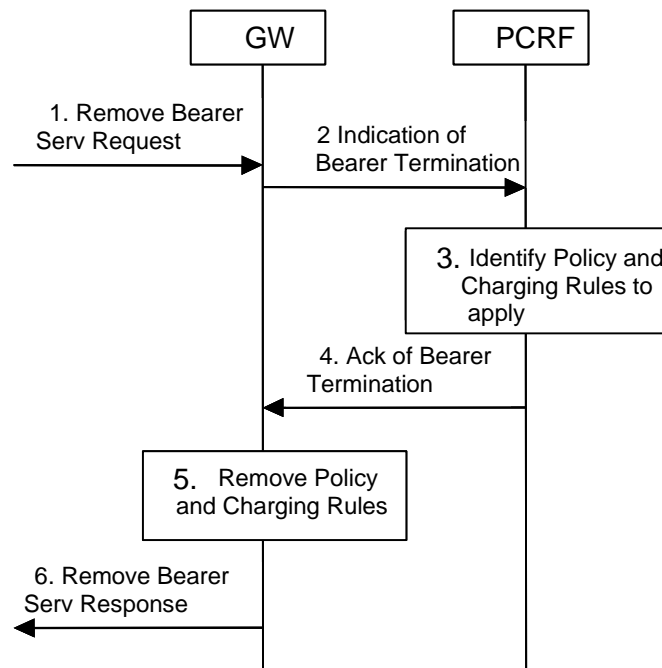 GW
PCRF
1. Remove Bearer
Serv Request
2 Indication of
Bearer Termination
3. Identify Policy and
Charging Rules to
apply
4. Ack of Bearer
Termination
5. Remove Policy
and Charging Rules
6. Remove Bearer
Serv Response